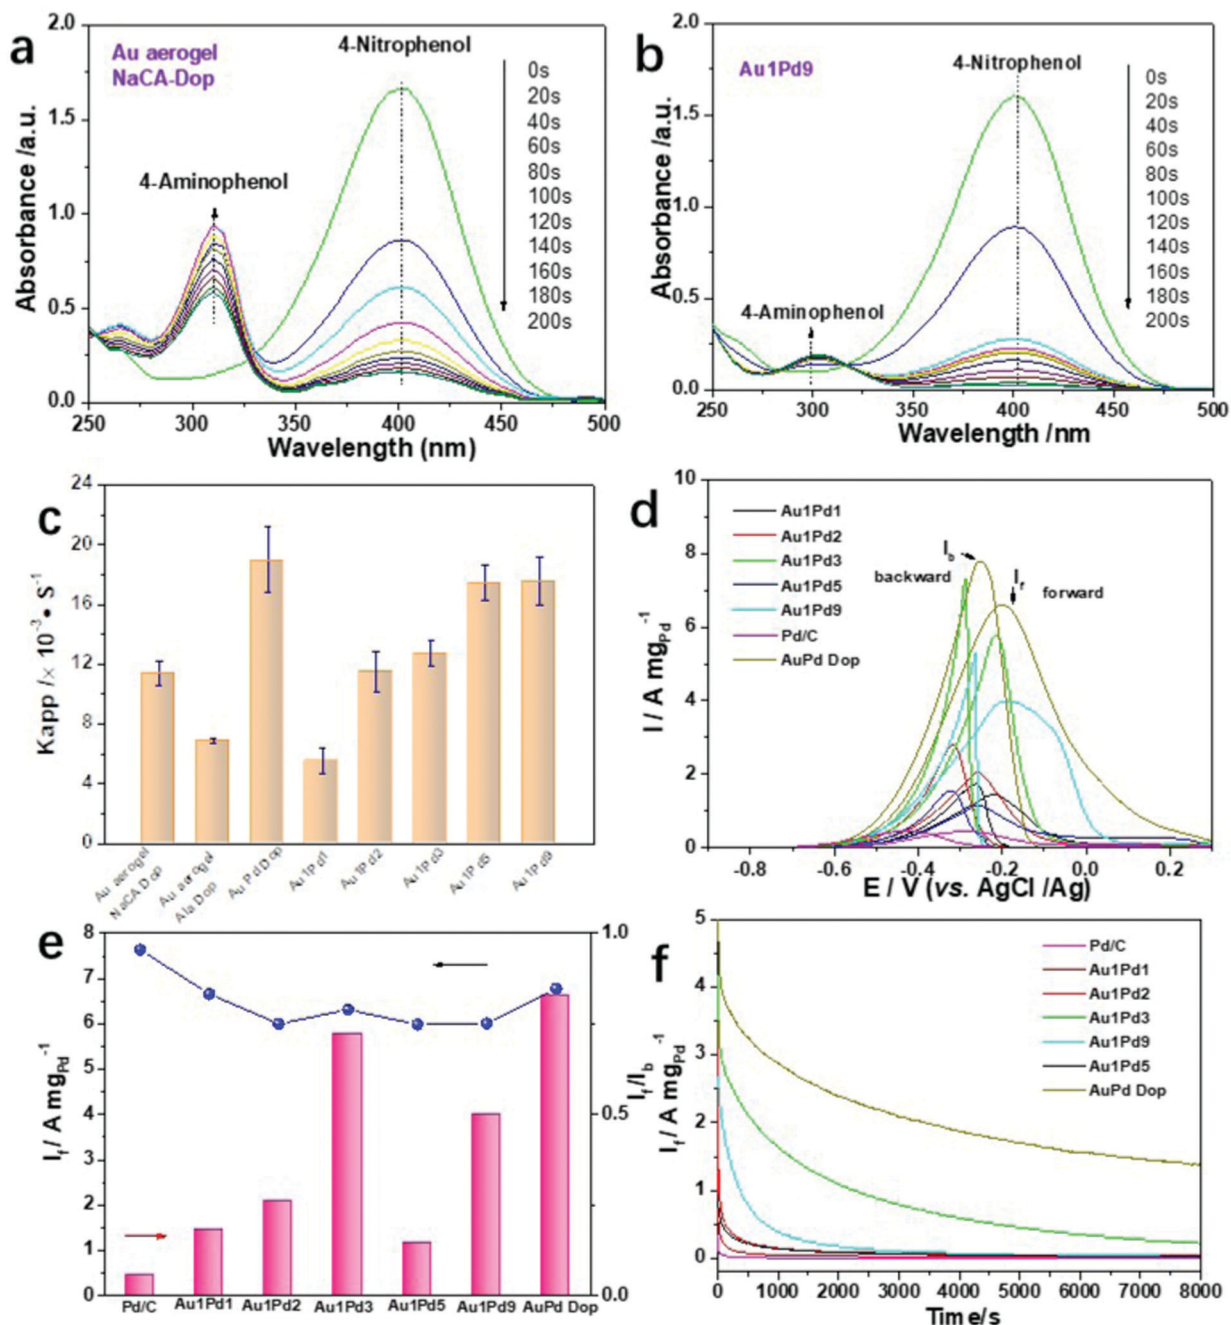 a
Au aerogel
NaCA-Dop
4-Nitrophenol
4-Aminophenol
0s
20s
40s
60s
80s
100s
120s
140s
160s
180s
200s
2.0
1.5
1.0
0.5
0.0
Absorbance /a.u.
250 300 350 400 450 500
Wavelength (nm)
b
Au1Pd9
4-Nitrophenol
4-Aminophenol
0s
20s
40s
60s
80s
100s
120s
140s
160s
180s
200s
2.0
1.5
1.0
0.5
0.0
Absorbance /a.u.
250 300 350 400 450 500
Wavelength /nm
c
24
20
16
12
8
4
0
Kapp /× 10⁻³ • S⁻¹
Au aerogel
NaCA Dop
Au aerogel
Ala Dop
Au Pd Dop
Au1Pd1
Au1Pd2
Au1Pd3
Au1Pd5
Au1Pd9
d
Au1Pd1
Au1Pd2
Au1Pd3
Au1Pd5
Au1Pd9
Pd/C
AuPd Dop
I_b
backward
I_f
forward
10
8
6
4
2
0
I / A mg_Pd⁻¹
-0.8 -0.6 -0.4 -0.2 0.0 0.2
E / V (vs. AgCl /Ag)
e
8
7
6
5
4
3
2
1
0
I_f / A mg_Pd⁻¹
1.0
0.5
0.0
I_f/I_b
Pd/C Au1Pd1 Au1Pd2 Au1Pd3 Au1Pd5 Au1Pd9 AuPd Dop
f
Pd/C
Au1Pd1
Au1Pd2
Au1Pd3
Au1Pd9
Au1Pd5
AuPd Dop
5
4
3
2
1
0
I_f / A mg_Pd⁻¹
0 1000 2000 3000 4000 5000 6000 7000 8000
Time/s